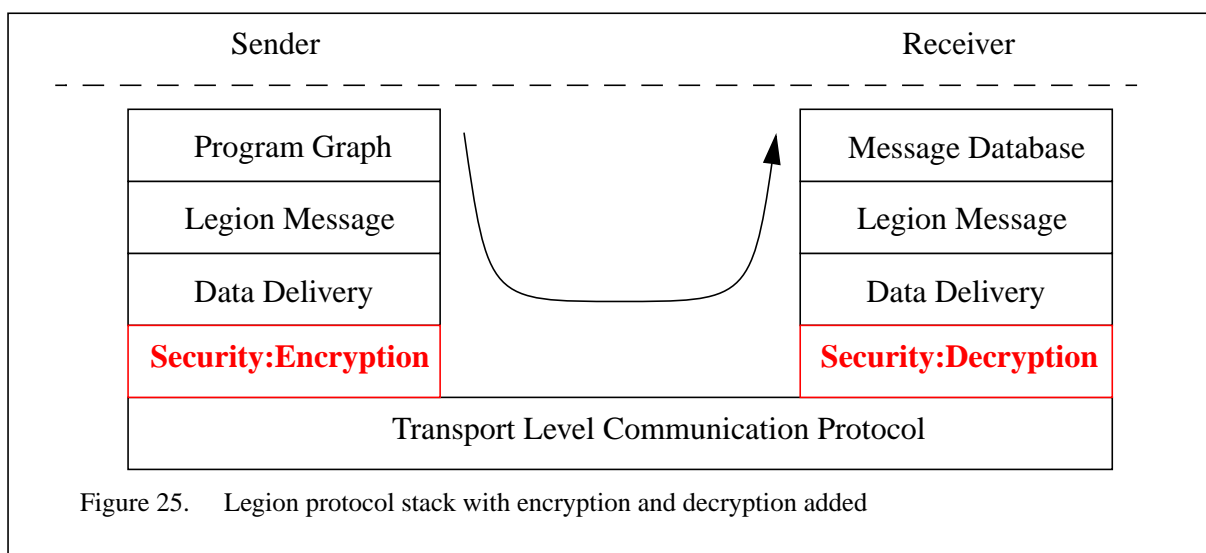 Sender Receiver
Program Graph Message Database
Legion Message Legion Message
Data Delivery Data Delivery
Security:Encryption Security:Decryption
Transport Level Communication Protocol
Figure 25. Legion protocol stack with encryption and decryption added